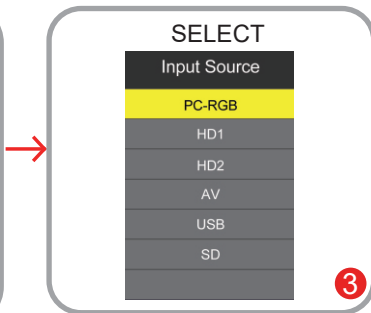 SELECT
Input Source
PC-RGB
HD1
HD2
AV
USB
SD
3